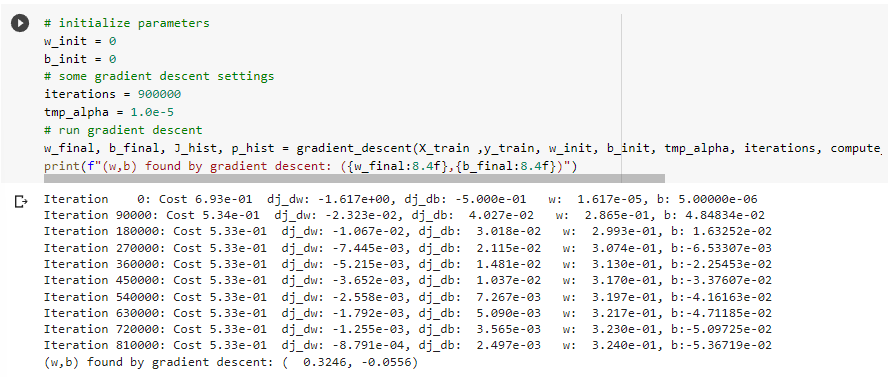 # initialize parameters
w_init = 0
b_init = 0
# some gradient descent settings
iterations = 900000
tmp_alpha = 1.0e-5
# run gradient descent
w_final, b_final, J_hist, p_hist = gradient_descent(X_train ,y_train, w_init, b_init, tmp_alpha, iterations, compute_
print(f"(w,b) found by gradient descent: ({w_final:8.4f},{b_final:8.4f})")
Iteration    0: Cost 6.93e-01  dj_dw: -1.617e+00, dj_db: -5.000e-01   w:  1.617e-05, b: 5.00000e-06
Iteration 90000: Cost 5.34e-01  dj_dw: -2.323e-02, dj_db:  4.027e-02   w:  2.865e-01, b: 4.84834e-02
Iteration 180000: Cost 5.33e-01  dj_dw: -1.067e-02, dj_db:  3.018e-02   w:  2.993e-01, b: 1.63252e-02
Iteration 270000: Cost 5.33e-01  dj_dw: -7.445e-03, dj_db:  2.115e-02   w:  3.074e-01, b:-6.53307e-03
Iteration 360000: Cost 5.33e-01  dj_dw: -5.215e-03, dj_db:  1.481e-02   w:  3.130e-01, b:-2.25453e-02
Iteration 450000: Cost 5.33e-01  dj_dw: -3.652e-03, dj_db:  1.037e-02   w:  3.170e-01, b:-3.37607e-02
Iteration 540000: Cost 5.33e-01  dj_dw: -2.558e-03, dj_db:  7.267e-03   w:  3.197e-01, b:-4.16163e-02
Iteration 630000: Cost 5.33e-01  dj_dw: -1.792e-03, dj_db:  5.090e-03   w:  3.217e-01, b:-4.71185e-02
Iteration 720000: Cost 5.33e-01  dj_dw: -1.255e-03, dj_db:  3.565e-03   w:  3.230e-01, b:-5.09725e-02
Iteration 810000: Cost 5.33e-01  dj_dw: -8.791e-04, dj_db:  2.497e-03   w:  3.240e-01, b:-5.36719e-02
(w,b) found by gradient descent: (  0.3246, -0.0556)